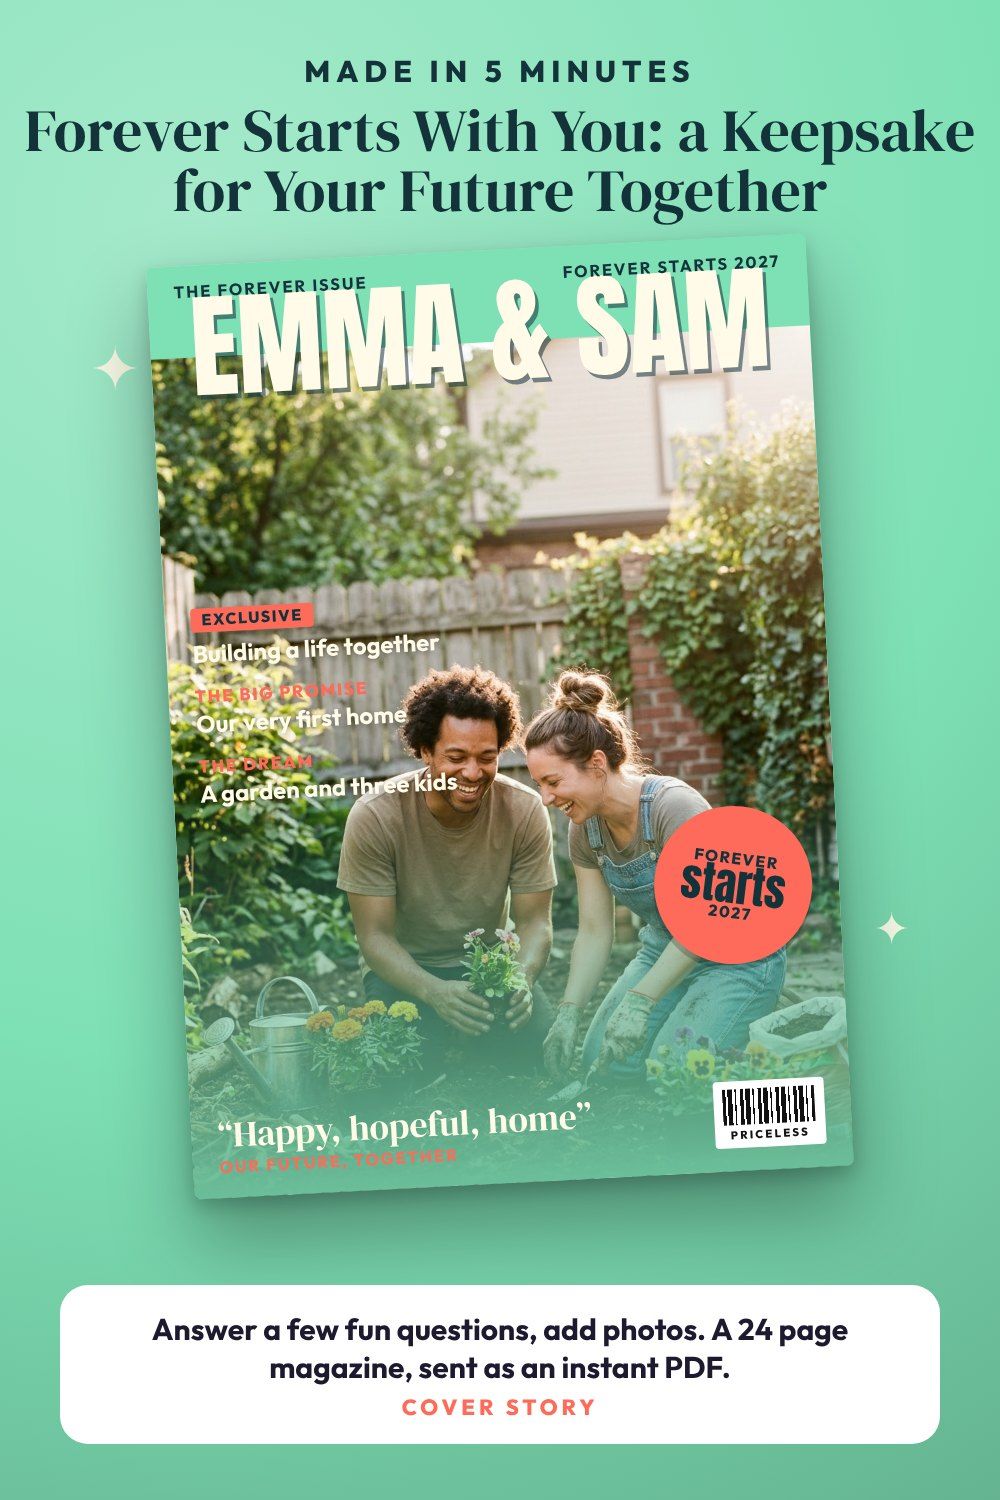 MADE IN 5 MINUTES
Forever Starts With You: a Keepsake
for Your Future Together
THE FOREVER ISSUE
FOREVER STARTS 2027
EMMA & SAM
EXCLUSIVE
Building a life together
THE BIG PROMISE
Our very first home
THE DREAM
A garden and three kids
FOREVER
starts
2027
“Happy, hopeful, home”
OUR FUTURE, TOGETHER
PRICELESS
Answer a few fun questions, add photos. A 24 page
magazine, sent as an instant PDF.
COVER STORY